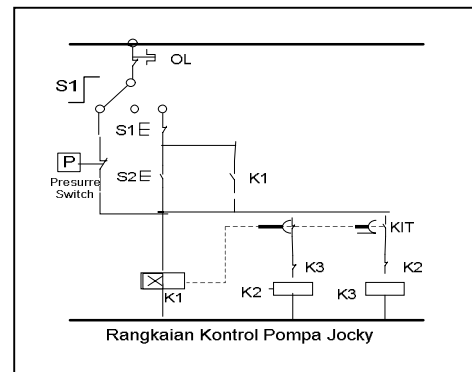 OL
S1
S1
P
Presurre
Switch
S2
K1
KIT
K3
K2
K1
K2
K3
Rangkaian Kontrol Pompa Jocky